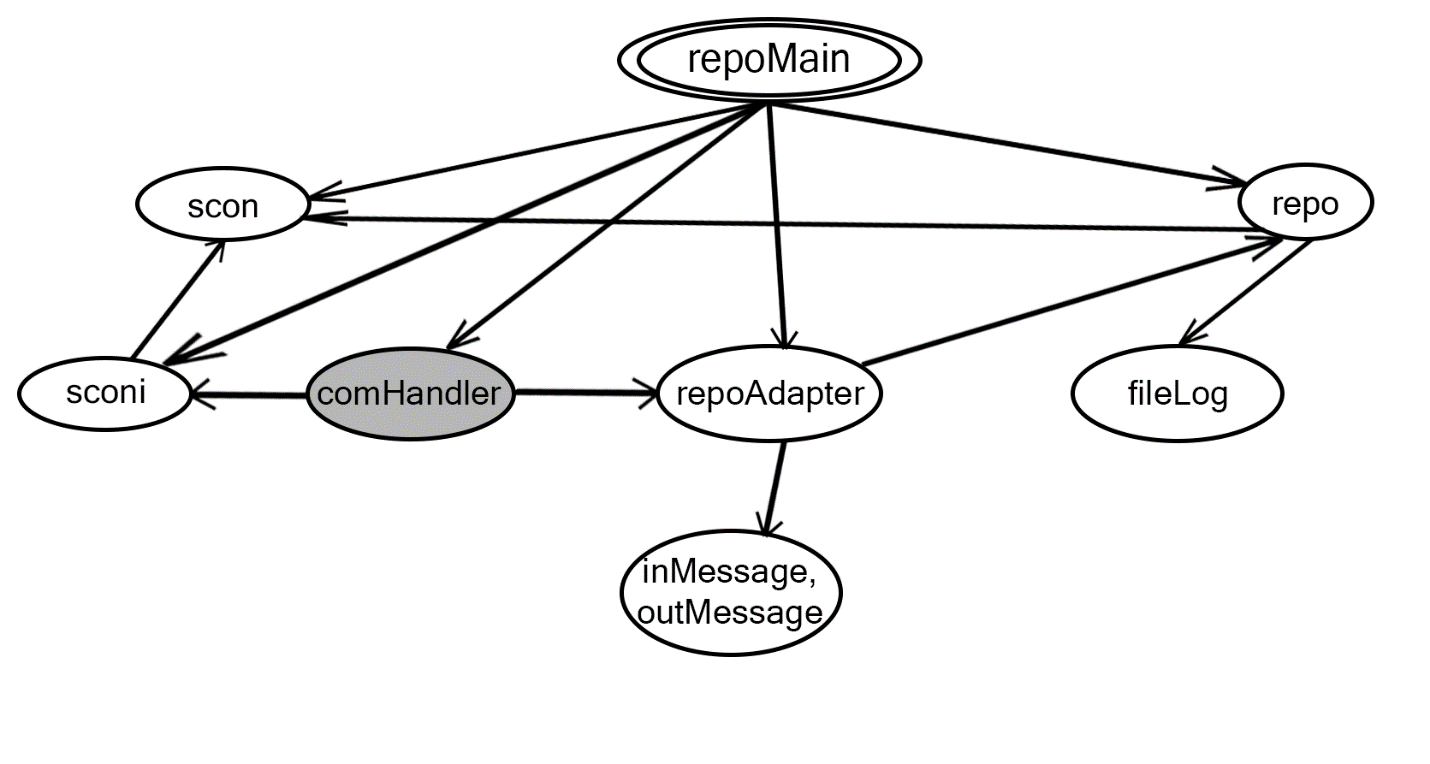 repoMain
scon
repo
sconi
comHandler
repoAdapter
fileLog
inMessage,
outMessage